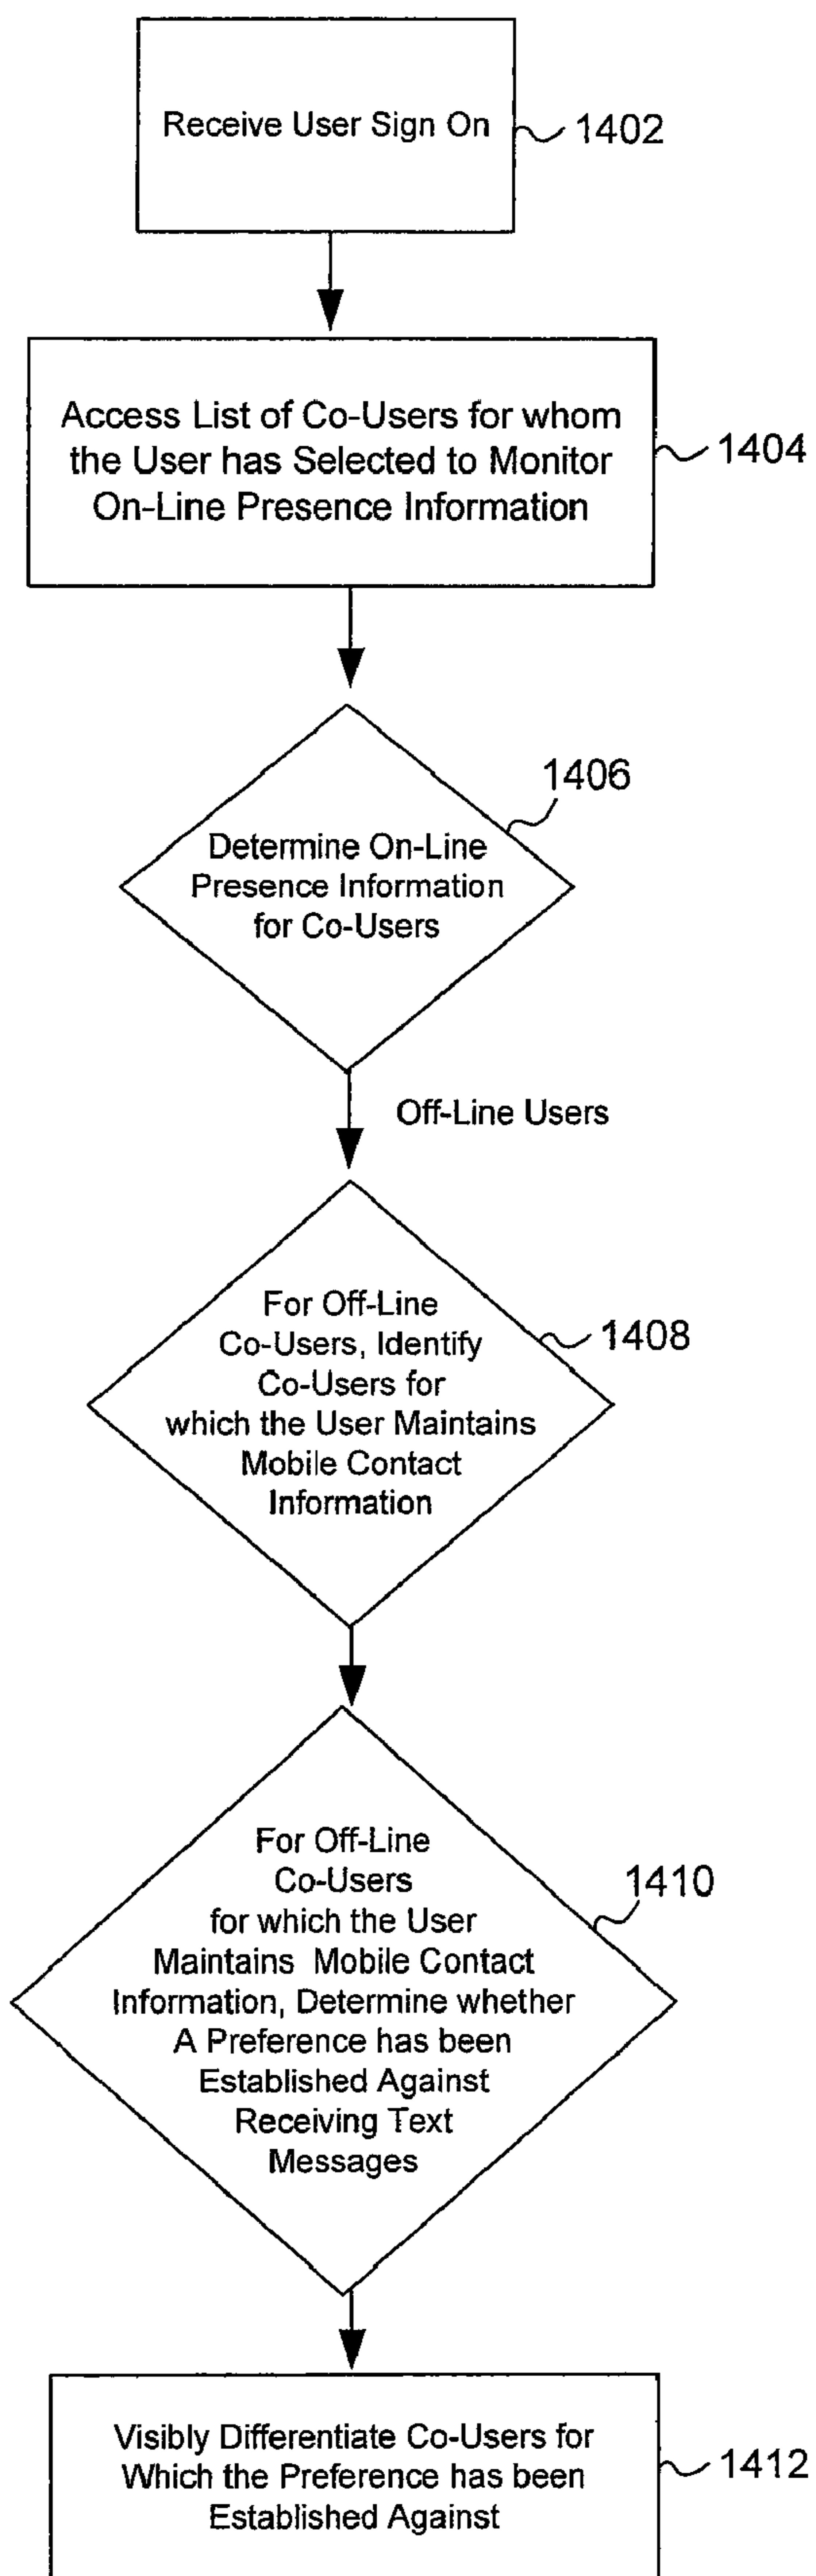 Receive User Sign On
1402
Access List of Co-Users for whom
the User has Selected to Monitor
On-Line Presence Information
1404
1406
Determine On-Line
Presence Information
for Co-Users
Off-Line Users
For Off-Line
Co-Users, Identify
Co-Users for
which the User Maintains
Mobile Contact
Information
1408
For Off-Line
Co-Users
for which the User
Maintains Mobile Contact
Information, Determine whether
A Preference has been
Established Against
Receiving Text
Messages
1410
Visibly Differentiate Co-Users for
Which the Preference has been
Established Against
1412